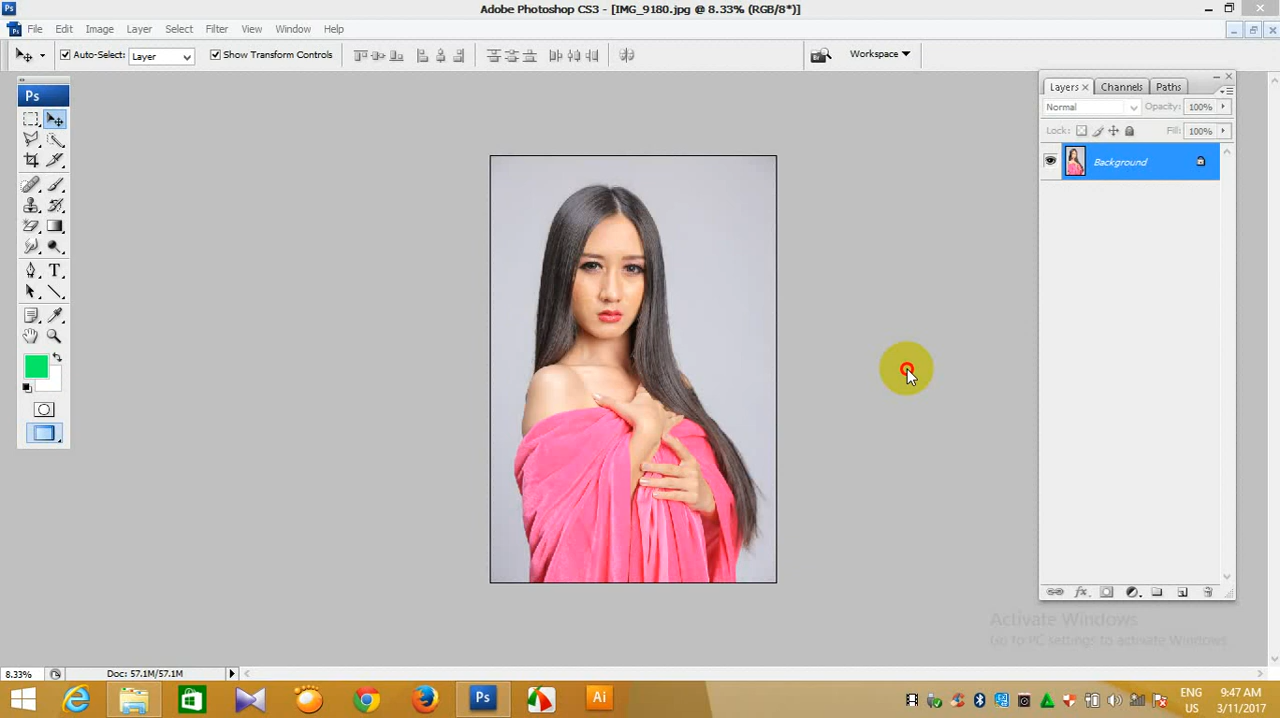 Ps Adobe Photoshop CS3 - [IMG_9180.jpg @ 8.33% (RGB/8*)]
File Edit Image Layer Select Filter View Window Help
Auto-Select: Layer Show Transform Controls Workspace
Ps
Layers Channels Paths
Normal Opacity: 100%
Lock: Fill: 100%
Background
T
Activate Windows
Go to PC settings to activate Windows
8.33% Doc: 57.1M/57.1M
Ps Ai
ENG 9:47 AM
US 3/11/2017